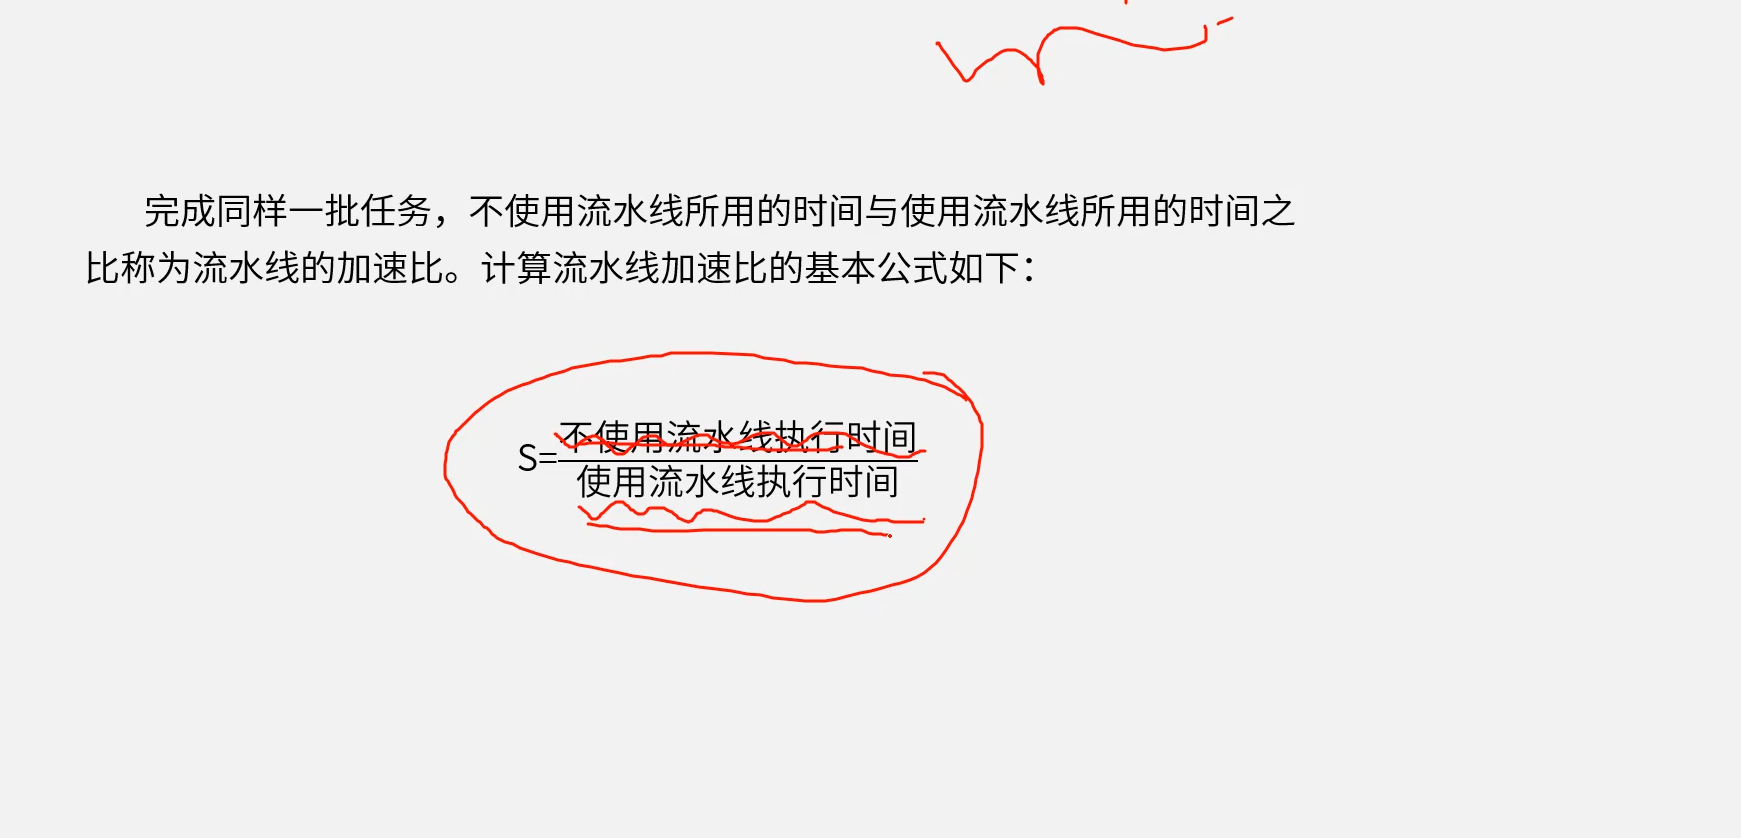 完成同样一批任务，不使用流水线所用的时间与使用流水线所用的时间之
比称为流水线的加速比。计算流水线加速比的基本公式如下：
S=不使用流水线执行时间
使用流水线执行时间